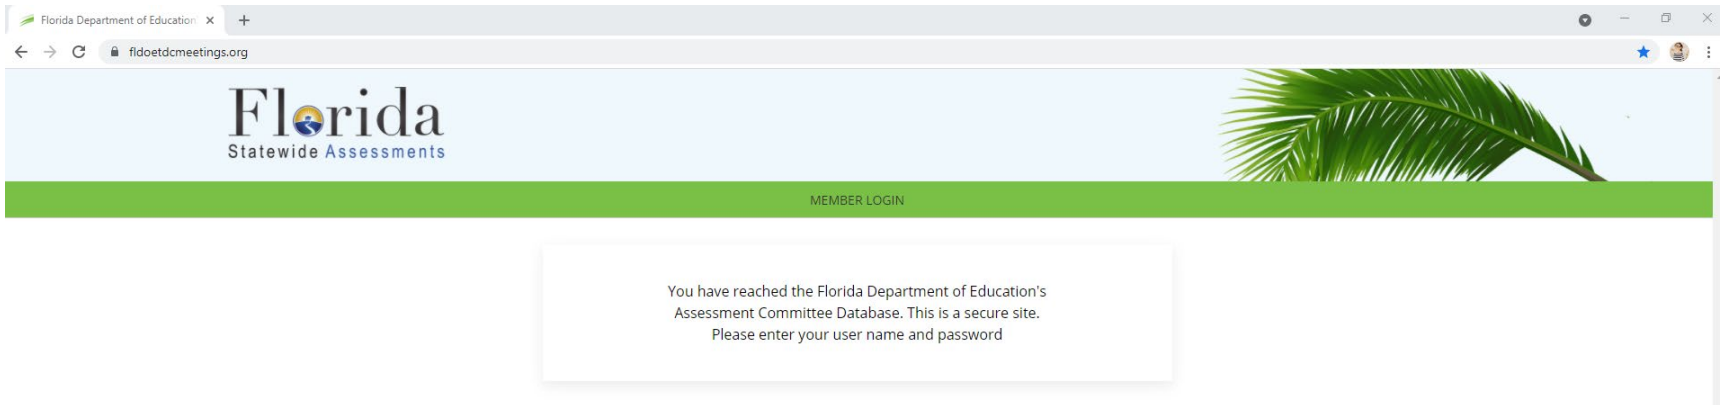 Florida Department of Education
fldoetdcmeetings.org
Florida
Statewide Assessments
MEMBER LOGIN
You have reached the Florida Department of Education's
Assessment Committee Database. This is a secure site.
Please enter your user name and password